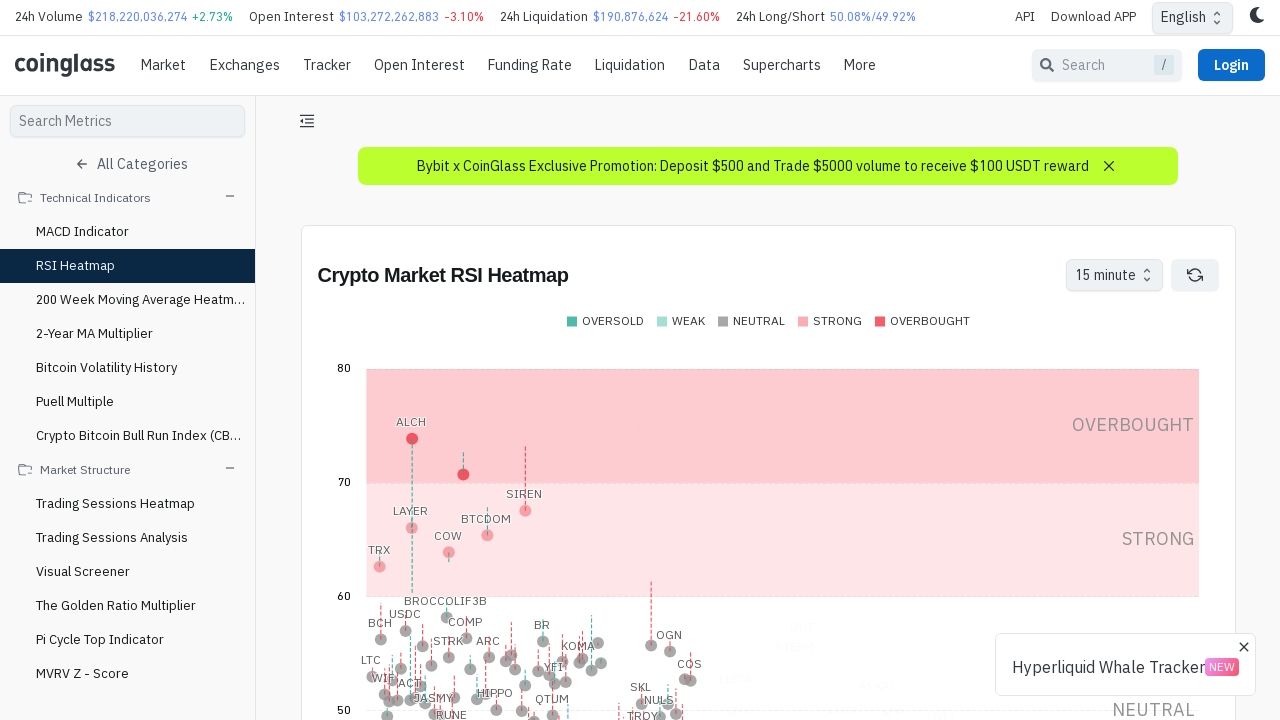 24h Volume $218,220,036,274 +2.73% Open Interest $103,272,262,883 -3.10% 24h Liquidation $190,876,624 -21.60% 24h Long/Short 50.08%/49.92% API Download APP English
coinglass Market Exchanges Tracker Open Interest Funding Rate Liquidation Data Supercharts More Search / Login
Search Metrics
All Categories
Technical Indicators
MACD Indicator
RSI Heatmap
200 Week Moving Average Heatm...
2-Year MA Multiplier
Bitcoin Volatility History
Puell Multiple
Crypto Bitcoin Bull Run Index (CB...
Market Structure
Trading Sessions Heatmap
Trading Sessions Analysis
Visual Screener
The Golden Ratio Multiplier
Pi Cycle Top Indicator
MVRV Z - Score
Bybit x CoinGlass Exclusive Promotion: Deposit $500 and Trade $5000 volume to receive $100 USDT reward
Crypto Market RSI Heatmap
15 minute
OVERSOLD WEAK NEUTRAL STRONG OVERBOUGHT
80
ALCH
OVERBOUGHT
70
SIREN
LAYER
BTCDOM
COW
STRONG
TRX
60
BROCCOLIF3B
USDC
BCH
COMP
BR
OGN
STRK
ARC
KOMA
LTC
YFI
COS
WIF
ACT
SKL
HIPPO
JASMY
QTUM
NULS
50
RUNE
TRDY
NEUTRAL
Hyperliquid Whale Tracker NEW